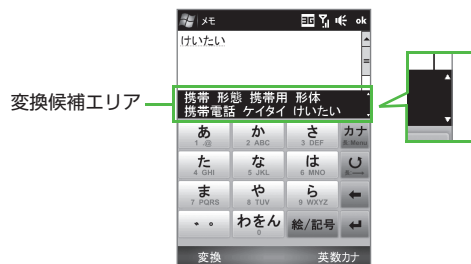 メモ 3G ok
けいたい
変換候補エリア
携帯 形態 携帯用 形体
携帯電話 ケイタイ けいたい
あ か さ カナ
1 .@ 2 ABC 3 DEF 長:Menu
た な は
4 GHI 5 JKL 6 MNO
ま や ら
7 PQRS 8 TUV 9 WXYZ
、。 わをん 絵/記号
0
変換 英数カナ